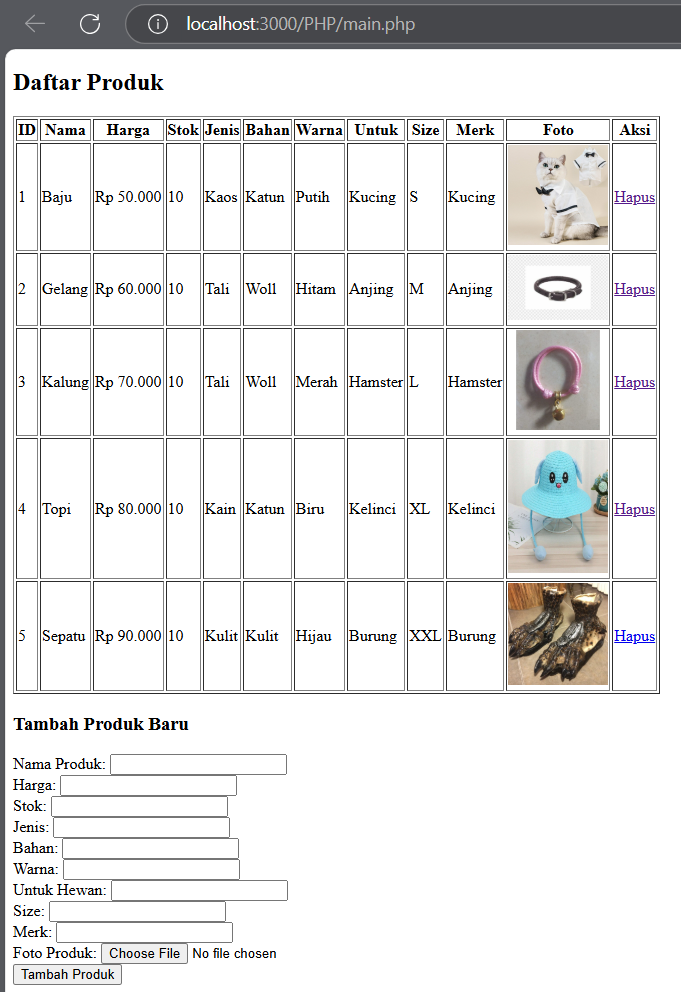 localhost:3000/PHP/main.php
Daftar Produk
ID Nama Harga Stok Jenis Bahan Warna Untuk Size Merk Foto Aksi
1 Baju Rp 50.000 10 Kaos Katun Putih Kucing S Kucing Hapus
2 Gelang Rp 60.000 10 Tali Woll Hitam Anjing M Anjing Hapus
3 Kalung Rp 70.000 10 Tali Woll Merah Hamster L Hamster Hapus
4 Topi Rp 80.000 10 Kain Katun Biru Kelinci XL Kelinci Hapus
5 Sepatu Rp 90.000 10 Kulit Kulit Hijau Burung XXL Burung Hapus
Tambah Produk Baru
Nama Produk:
Harga:
Stok:
Jenis:
Bahan:
Warna:
Untuk Hewan:
Size:
Merk:
Foto Produk: Choose File No file chosen
Tambah Produk